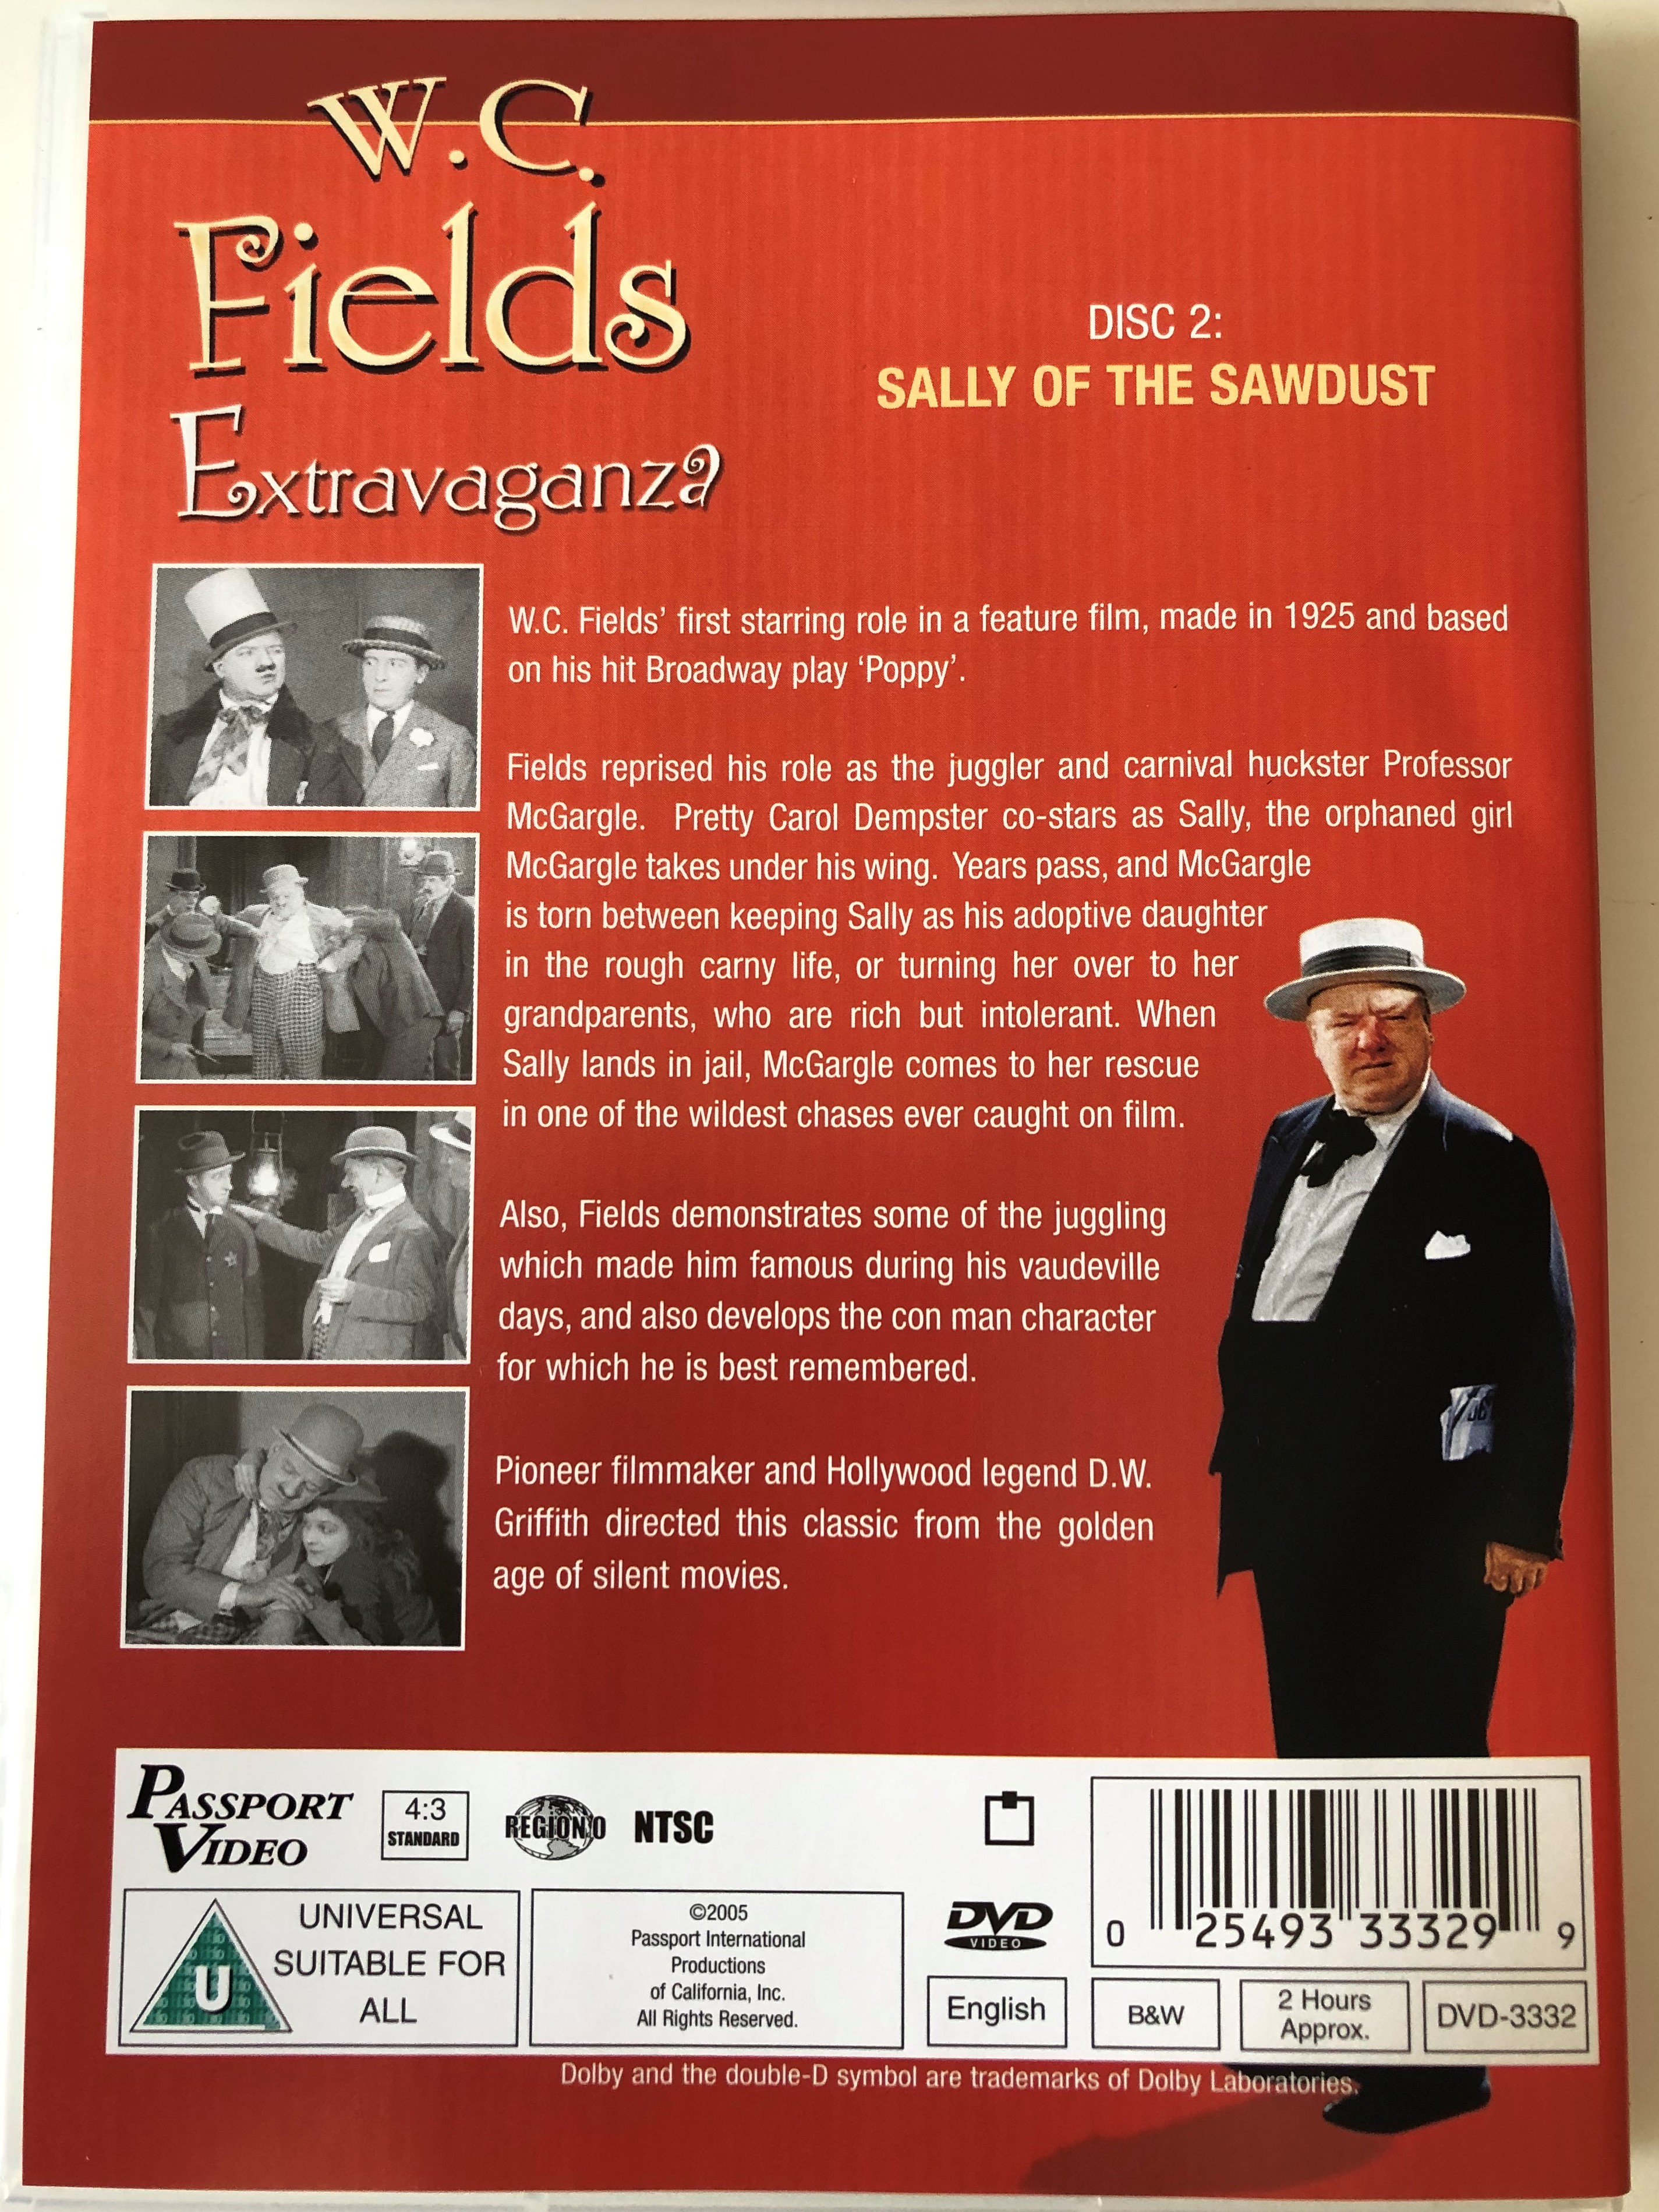 W.C.
Fields
Extravaganza
DISC 2:
SALLY OF THE SAWDUST
W.C. Fields' first starring role in a feature film, made in 1925 and based
on his hit Broadway play 'Poppy'.
Fields reprised his role as the juggler and carnival huckster Professor
McGargle. Pretty Carol Dempster co-stars as Sally, the orphaned girl
McGargle takes under his wing. Years pass, and McGargle
is torn between keeping Sally as his adoptive daughter
in the rough carny life, or turning her over to her
grandparents, who are rich but intolerant. When
Sally lands in jail, McGargle comes to her rescue
in one of the wildest chases ever caught on film.
Also, Fields demonstrates some of the juggling
which made him famous during his vaudeville
days, and also develops the con man character
for which he is best remembered.
Pioneer filmmaker and Hollywood legend D.W.
Griffith directed this classic from the golden
age of silent movies.
PASSPORT
VIDEO
4:3
STANDARD
REGION 0
NTSC
U
UNIVERSAL
SUITABLE FOR
ALL
©2005
Passport International
Productions
of California, Inc.
All Rights Reserved.
DVD
VIDEO
English
0 25493 33329 9
B&W
2 Hours
Approx.
DVD-3332
Dolby and the double-D symbol are trademarks of Dolby Laboratories.